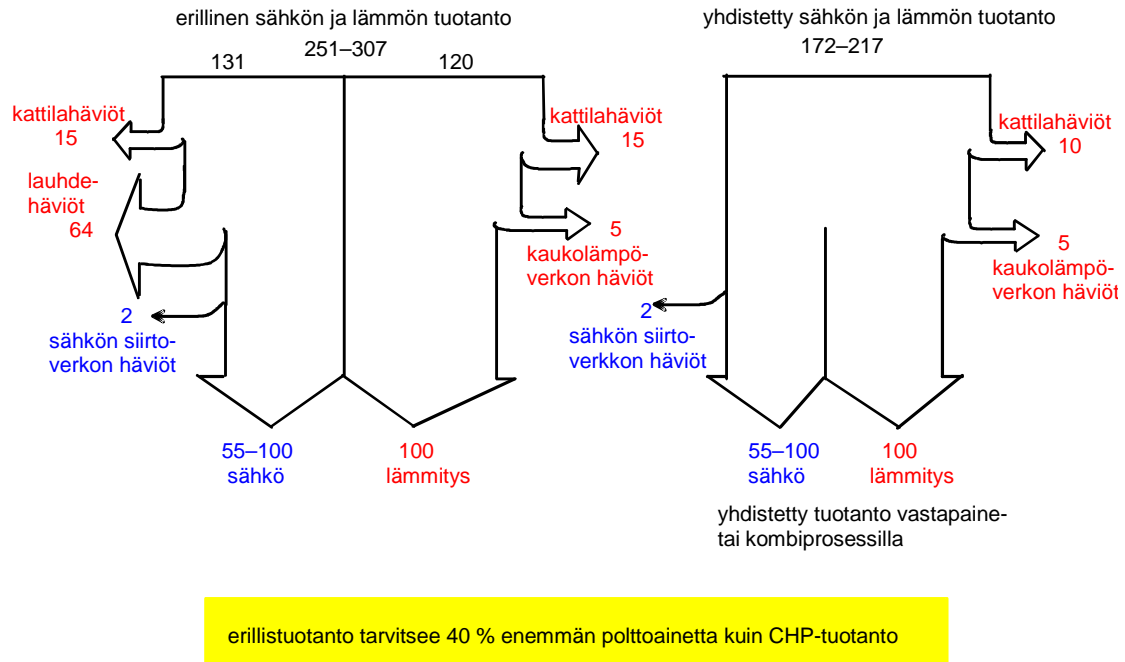 erillinen sähkön ja lämmön tuotanto
251–307
131
120
kattilahäviöt
15
lauhde-
häviöt
64
2
sähkön siirto-
verkon häviöt
kattilahäviöt
15
5
kaukolämpö-
verkon häviöt
55–100
sähkö
100
lämmitys
yhdistetty sähkön ja lämmön tuotanto
172–217
kattilahäviöt
10
5
kaukolämpö-
verkon häviöt
2
sähkön siirto-
verkkon häviöt
55–100
sähkö
100
lämmitys
yhdistetty tuotanto vastapaine-
tai kombiprosessilla
erillistuotanto tarvitsee 40 % enemmän polttoainetta kuin CHP-tuotanto